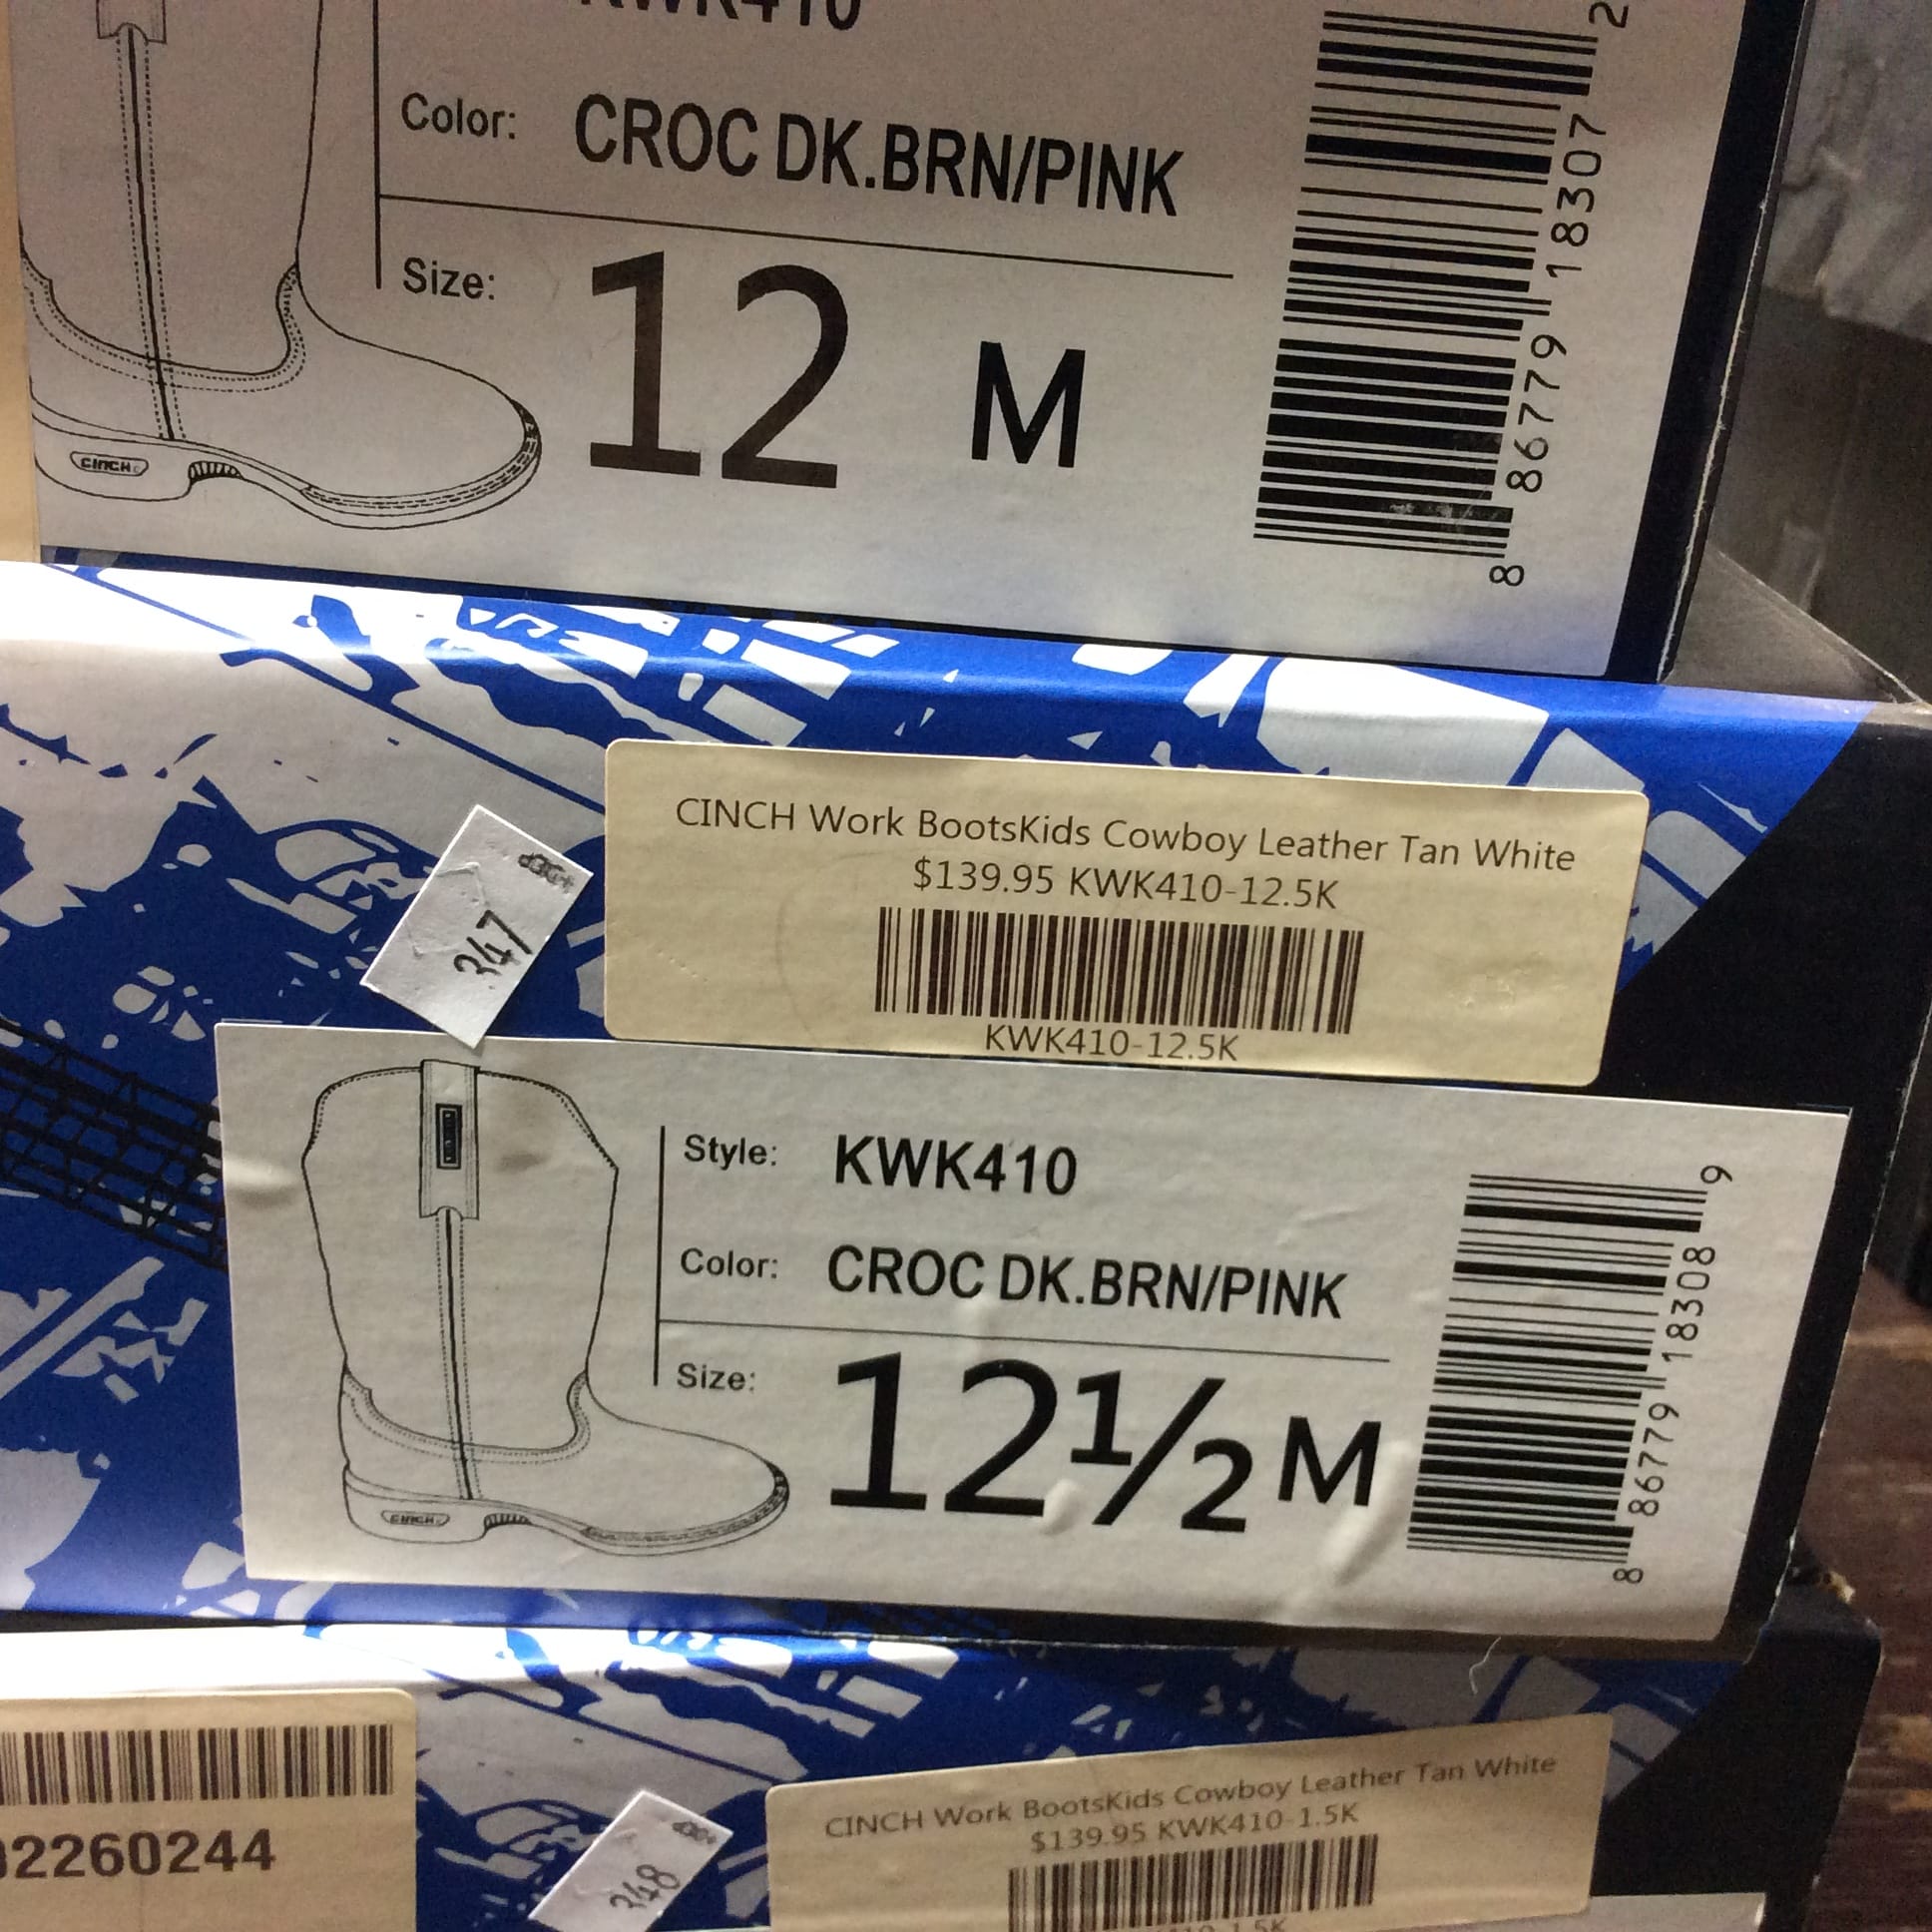 KWK410
Color: CROC DK.BRN/PINK
Size: 12 M
CINCH
8 86779 18307 2
CINCH Work BootsKids Cowboy Leather Tan White
$139.95 KWK410-12.5K
KWK410-12.5K
347
Style: KWK410
Color: CROC DK.BRN/PINK
Size: 12½ M
CINCH
8 86779 18308 9
CINCH Work BootsKids Cowboy Leather Tan White
$139.95 KWK410-1.5K
2260244
348